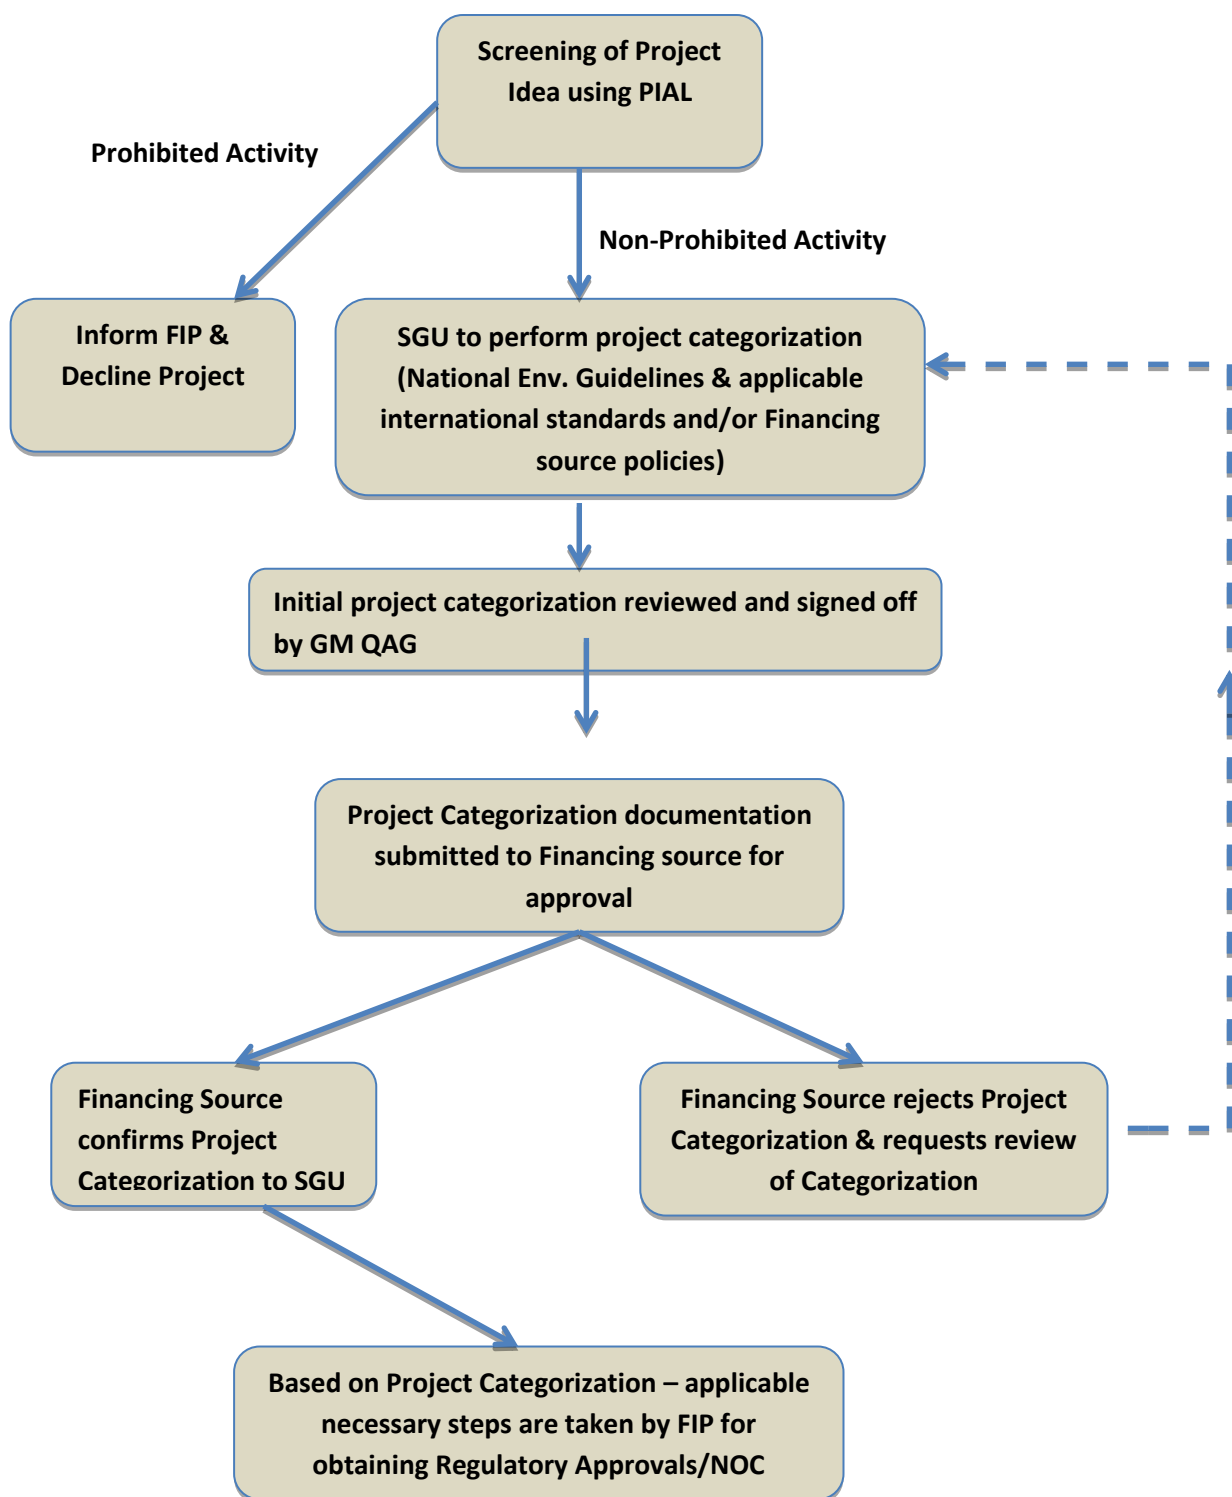 Screening of Project
Idea using PIAL
Prohibited Activity
Non-Prohibited Activity
Inform FIP &
Decline Project
SGU to perform project categorization
(National Env. Guidelines & applicable
international standards and/or Financing
source policies)
Initial project categorization reviewed and signed off
by GM QAG
Project Categorization documentation
submitted to Financing source for
approval
Financing Source
confirms Project
Categorization to SGU
Financing Source rejects Project
Categorization & requests review
of Categorization
Based on Project Categorization – applicable
necessary steps are taken by FIP for
obtaining Regulatory Approvals/NOC